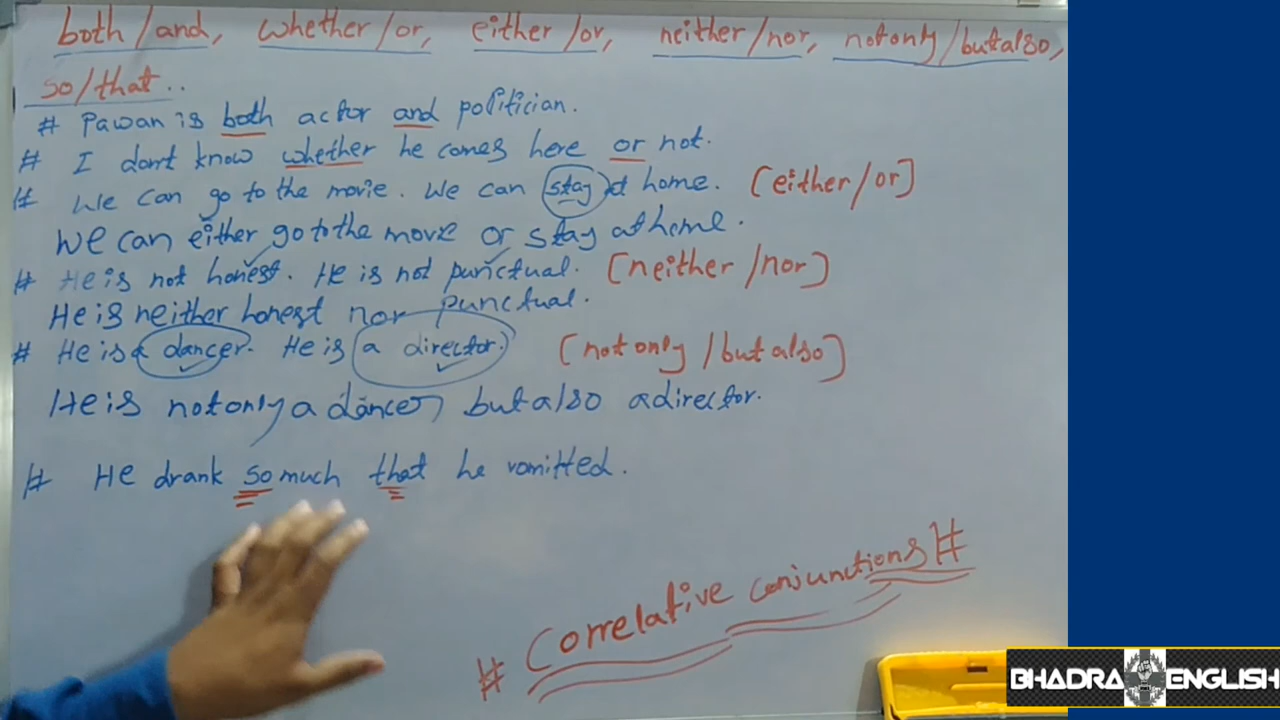 both/and, whether/or, either/or, neither/nor, not only/but also,
so/that..
# Pawan is both actor and politician.
# I don't know whether he comes here or not.
# We can go to the movie. We can stay at home. [either/or]
We can either go to the movie or stay at home.
# He is not honest. He is not punctual. [neither/nor]
He is neither honest nor punctual.
# He is a dancer. He is a director. [not only/but also]
He is not only a dancer, but also a director.
# He drank so much that he vomitted.
# Correlative conjunctions #
BHADRA ENGLISH